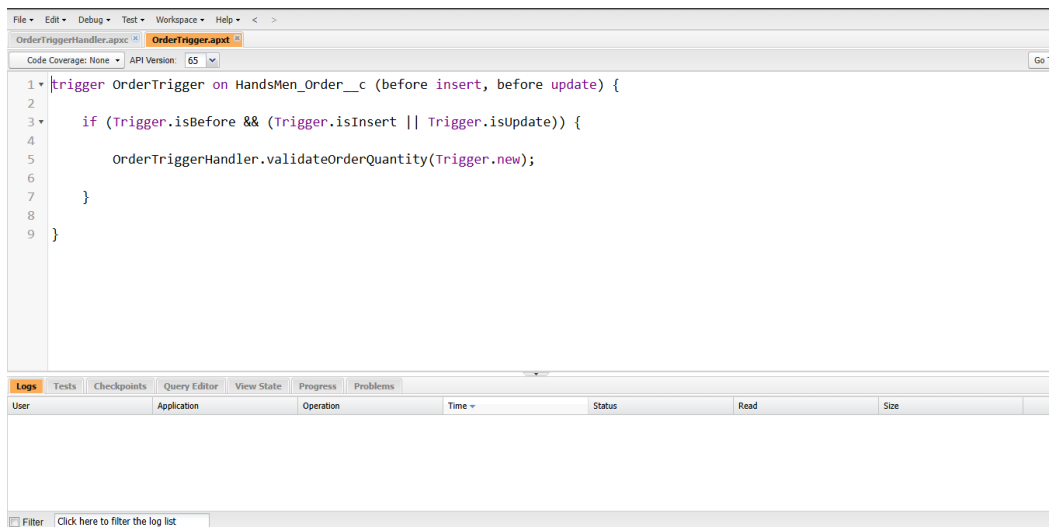 File Edit Debug Test Workspace Help < >
OrderTriggerHandler.apxc OrderTrigger.apxt
Code Coverage: None API Version: 65 Go
1 trigger OrderTrigger on HandsMen_Order__c (before insert, before update) {
2
3 if (Trigger.isBefore && (Trigger.isInsert || Trigger.isUpdate)) {
4
5 OrderTriggerHandler.validateOrderQuantity(Trigger.new);
6
7 }
8
9 }
Logs Tests Checkpoints Query Editor View State Progress Problems
User Application Operation Time Status Read Size
Filter Click here to filter the log list